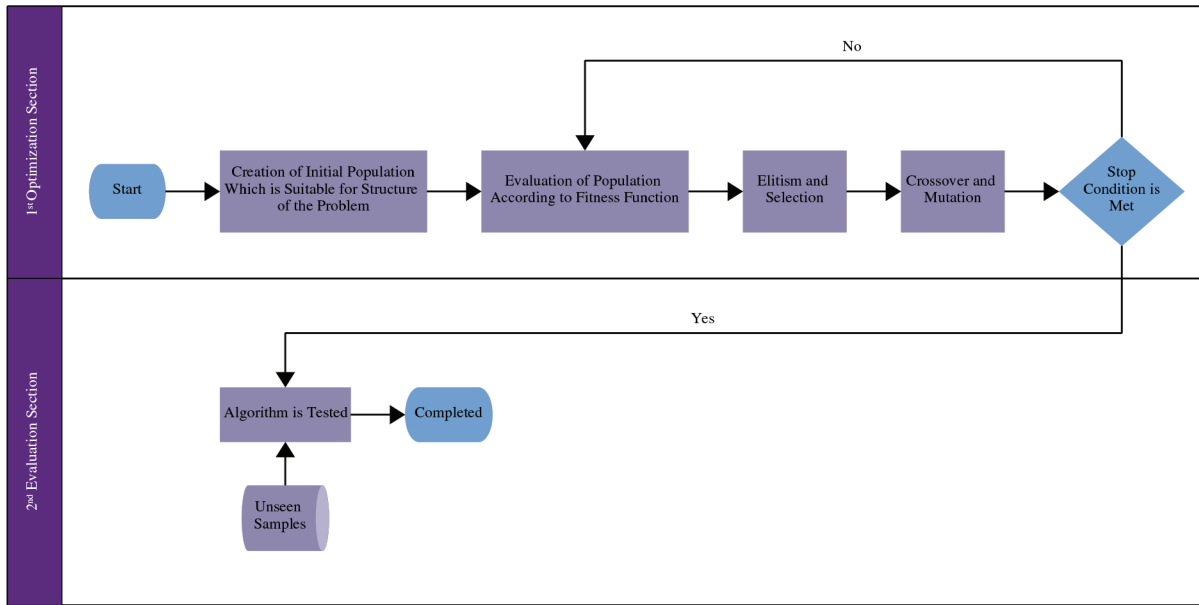 1st Optimization Section
No
Start
Creation of Initial Population
Which is Suitable for Structure
of the Problem
Evaluation of Population
According to Fitness Function
Elitism and
Selection
Crossover and
Mutation
Stop
Condition is
Met
2nd Evaluation Section
Yes
Algorithm is Tested
Completed
Unseen
Samples